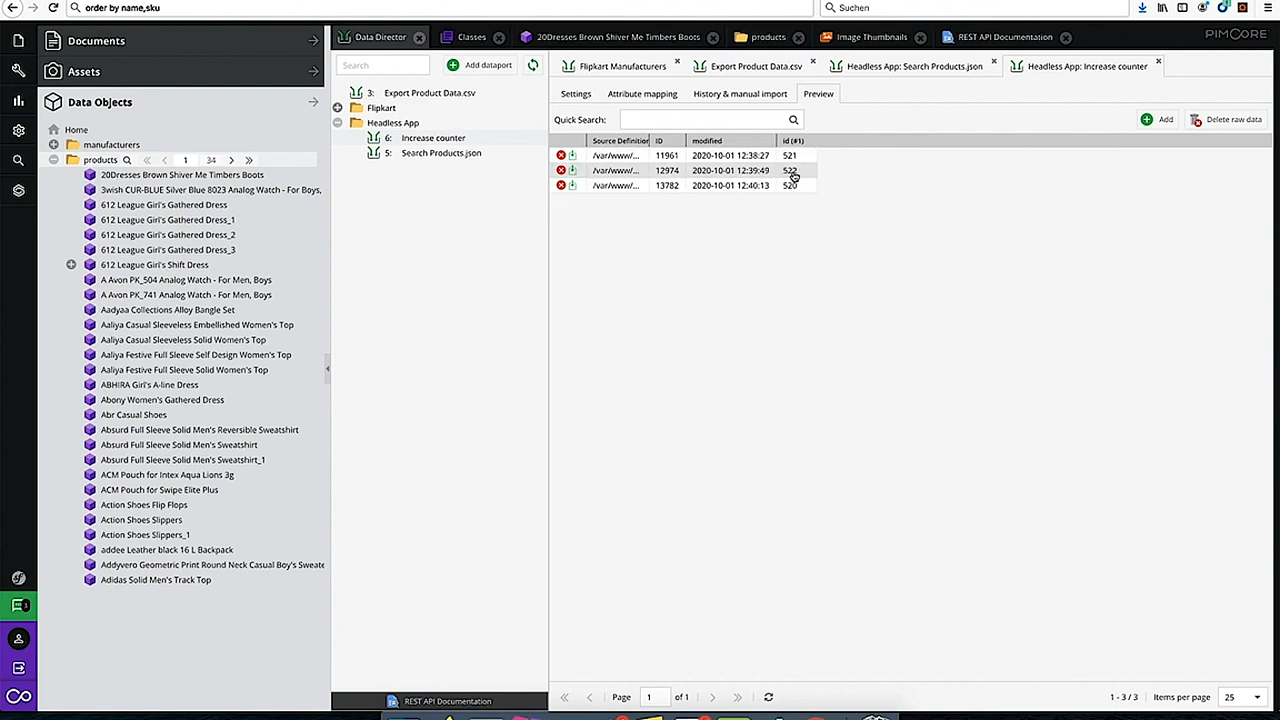 order by name,sku
Suchen
Documents
Data Director
Classes
20Dresses Brown Shiver Me Timbers Boots
products
Image Thumbnails
REST API Documentation
PIMCORE
Assets
Data Objects
Home
manufacturers
products
1
34
20Dresses Brown Shiver Me Timbers Boots
3wish CUR-BLUE Silver Blue 8023 Analog Watch - For Boys,
612 League Girl's Gathered Dress
612 League Girl's Gathered Dress_1
612 League Girl's Gathered Dress_2
612 League Girl's Gathered Dress_3
612 League Girl's Shift Dress
A Avon PK_504 Analog Watch - For Men, Boys
A Avon PK_741 Analog Watch - For Men, Boys
Aadyaa Collections Alloy Bangle Set
Aaliya Casual Sleeveless Embellished Women's Top
Aaliya Casual Sleeveless Solid Women's Top
Aaliya Festive Full Sleeve Self Design Women's Top
Aaliya Festive Full Sleeve Solid Women's Top
ABHIRA Girl's A-line Dress
Abony Women's Gathered Dress
Abr Casual Shoes
Absurd Full Sleeve Solid Men's Reversible Sweatshirt
Absurd Full Sleeve Solid Men's Sweatshirt
Absurd Full Sleeve Solid Men's Sweatshirt_1
ACM Pouch for Intex Aqua Lions 3g
ACM Pouch for Swipe Elite Plus
Action Shoes Flip Flops
Action Shoes Slippers
Action Shoes Slippers_1
addee Leather black 16 L Backpack
Addyvero Geometric Print Round Neck Casual Boy's Sweate
Adidas Solid Men's Track Top
Search
Add dataport
3: Export Product Data.csv
Flipkart
Headless App
6: Increase counter
5: Search Products.json
REST API Documentation
Flipkart Manufacturers
Export Product Data.csv
Headless App: Search Products.json
Headless App: Increase counter
Settings
Attribute mapping
History & manual import
Preview
Quick Search:
Add
Delete raw data
Source Definition ID modified id (#1)
/var/www/... 11961 2020-10-01 12:38:27 521
/var/www/... 12974 2020-10-01 12:39:49 522
/var/www/... 13782 2020-10-01 12:40:13 520
Page 1 of 1
1 - 3 / 3
Items per page 25